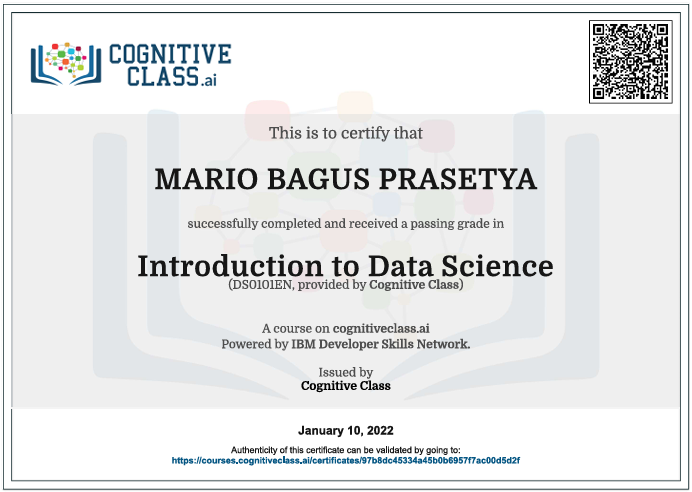 COGNITIVE
CLASS.ai
This is to certify that
MARIO BAGUS PRASETYA
successfully completed and received a passing grade in
Introduction to Data Science
(DS0101EN, provided by Cognitive Class)
A course on cognitiveclass.ai
Powered by IBM Developer Skills Network.
Issued by
Cognitive Class
January 10, 2022
Authenticity of this certificate can be validated by going to:
https://courses.cognitiveclass.ai/certificates/97b8dc45334a45b0b6957f7ac00d5d2f